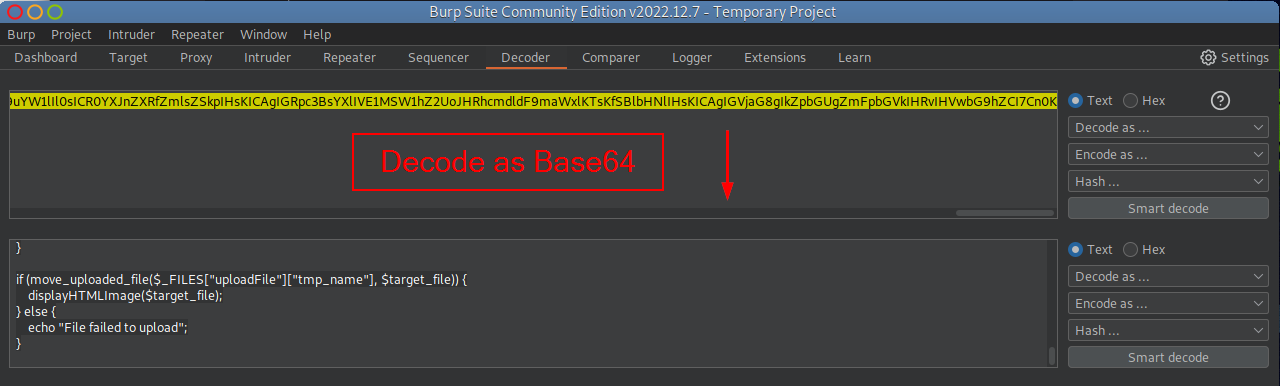 Burp Suite Community Edition v2022.12.7 - Temporary Project
Burp Project Intruder Repeater Window Help
Dashboard Target Proxy Intruder Repeater Sequencer Decoder Comparer Logger Extensions Learn Settings
9uYW1lIl0sICR0YXJnZXRfZmlsZSkpIHsKICAgIGRpc3BsYXlIVE1MSW1hZ2UoJHRhcmdldF9maWxlKTsKfSBlbHNlIHsKICAgIGVjaG8gIkZpbGUgZmFpbGVkIHRvIHVwbG9hZCI7Cn0K
Text Hex ?
Decode as ...
Encode as ...
Hash ...
Smart decode
Decode as Base64
}
if (move_uploaded_file($_FILES["uploadFile"]["tmp_name"], $target_file)) {
displayHTMLImage($target_file);
} else {
echo "File failed to upload";
}
Text Hex
Decode as ...
Encode as ...
Hash ...
Smart decode